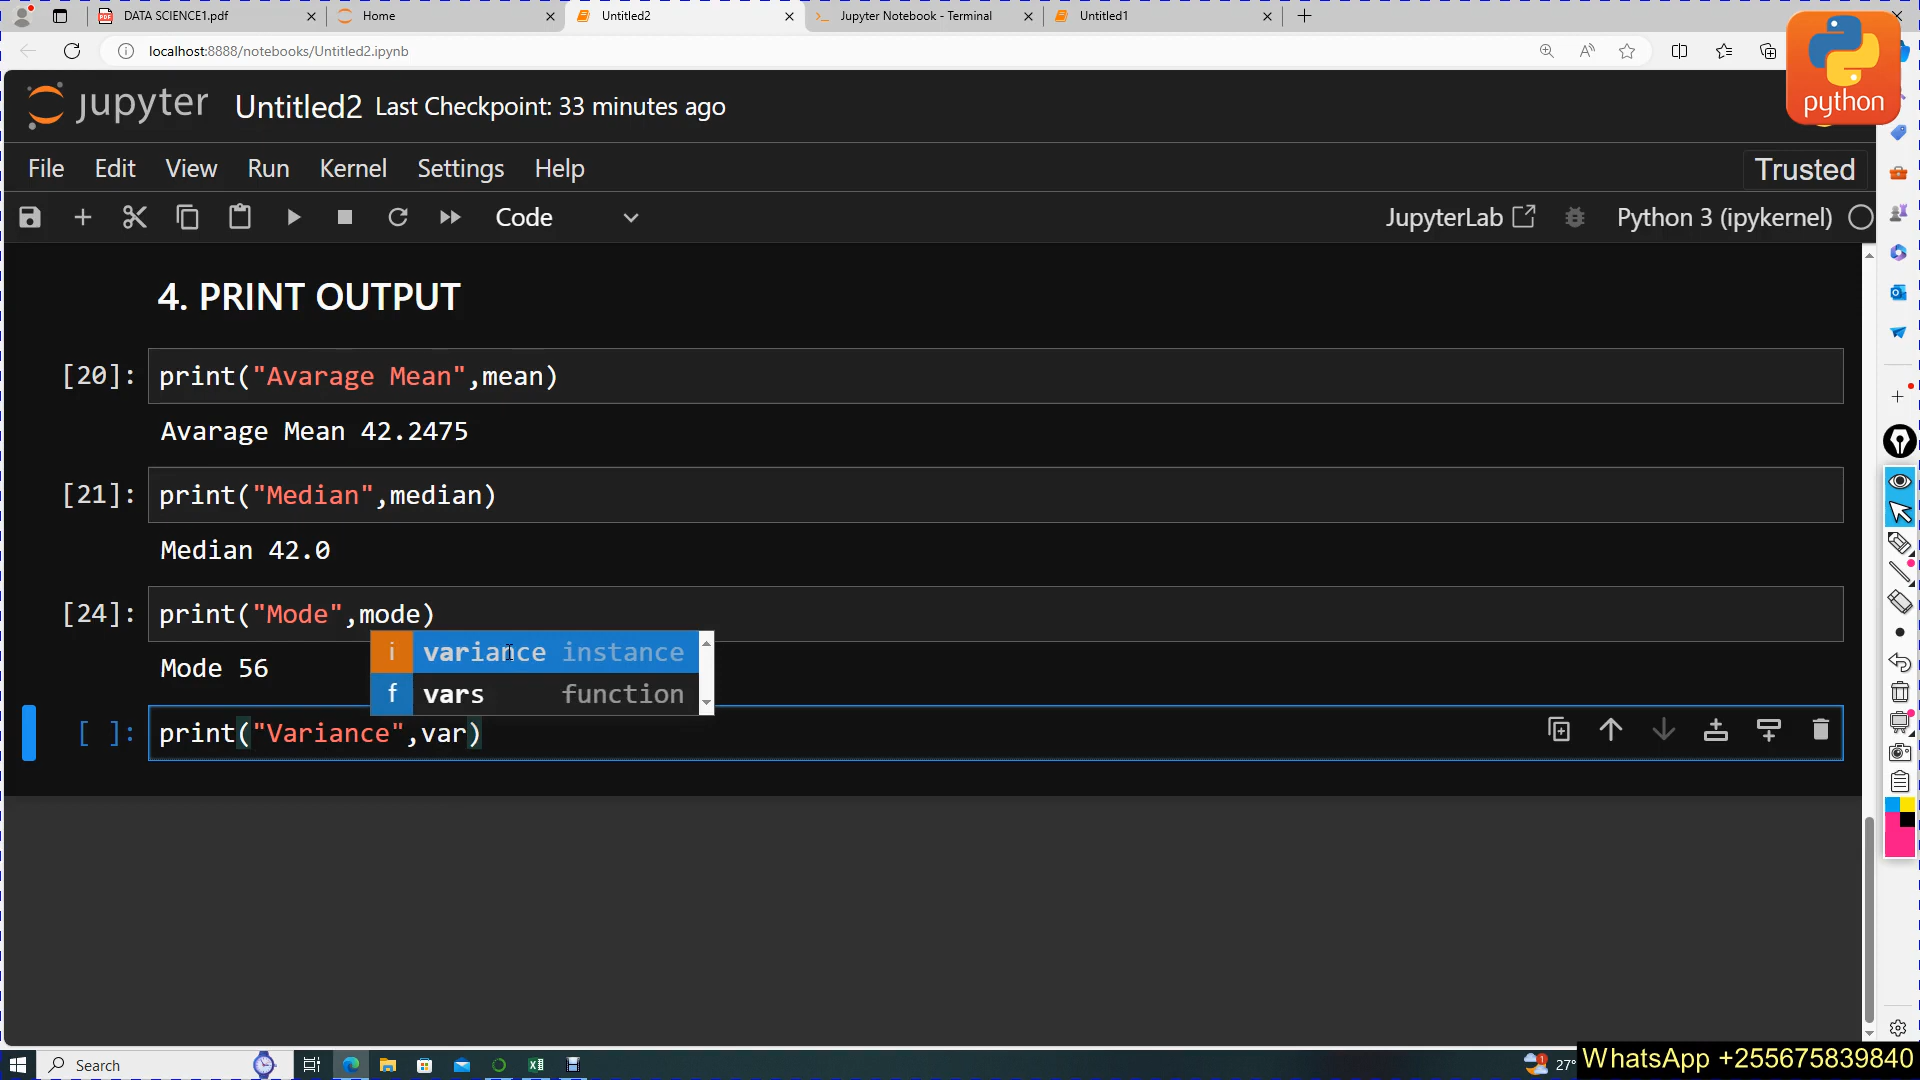 DATA SCIENCE1.pdf
Home
Untitled2
Jupyter Notebook - Terminal
Untitled1
localhost:8888/notebooks/Untitled2.ipynb
python
jupyter Untitled2 Last Checkpoint: 33 minutes ago
File Edit View Run Kernel Settings Help
Trusted
Code
JupyterLab
Python 3 (ipykernel)
4. PRINT OUTPUT
[20]: print("Avarage Mean",mean)
Avarage Mean 42.2475
[21]: print("Median",median)
Median 42.0
[24]: print("Mode",mode)
i variance instance
Mode 56
f vars function
[ ]: print("Variance",var)
Search
27°
WhatsApp +255675839840